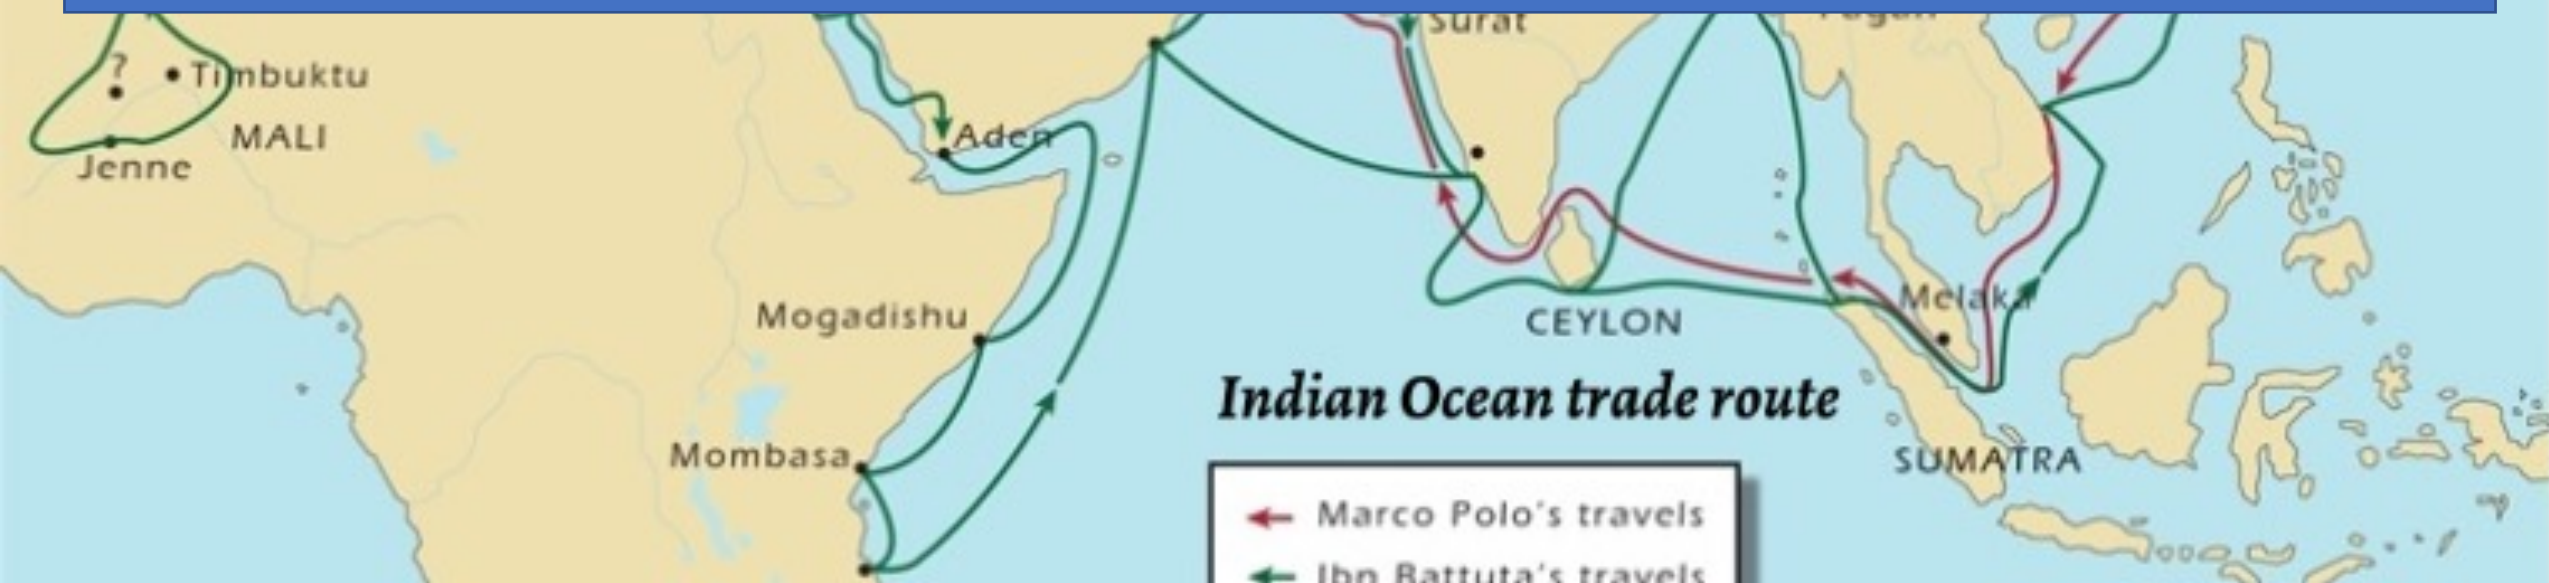 Surat
Pagan
?
Timbuktu
MALI
Aden
Jenne
Mogadishu
Melaka
CEYLON
Indian Ocean trade route
Mombasa
SUMATRA
Marco Polo's travels
Ibn Battuta's travels